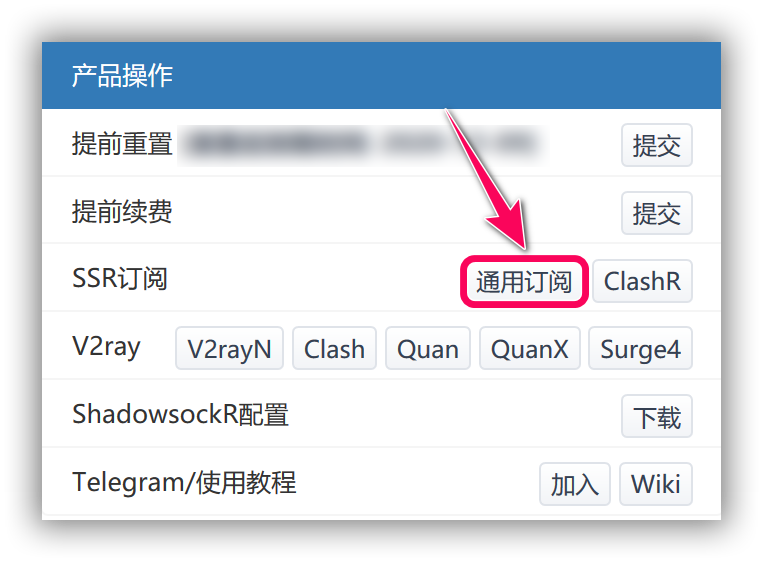 产品操作
提前重置 提交
提前续费 提交
SSR订阅 通用订阅 ClashR
V2ray V2rayN Clash Quan QuanX Surge4
ShadowsockR配置 下载
Telegram/使用教程 加入 Wiki